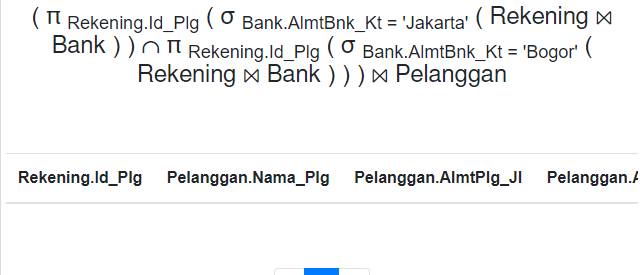 ( π Rekening.Id_Plg ( σ Bank.AlmtBnk_Kt = 'Jakarta' ( Rekening ⋈
Bank ) ) ∩ π Rekening.Id_Plg ( σ Bank.AlmtBnk_Kt = 'Bogor' (
Rekening ⋈ Bank ) ) ) ⋈ Pelanggan
Rekening.Id_Plg Pelanggan.Nama_Plg Pelanggan.AlmtPlg_Jl Pelanggan.A